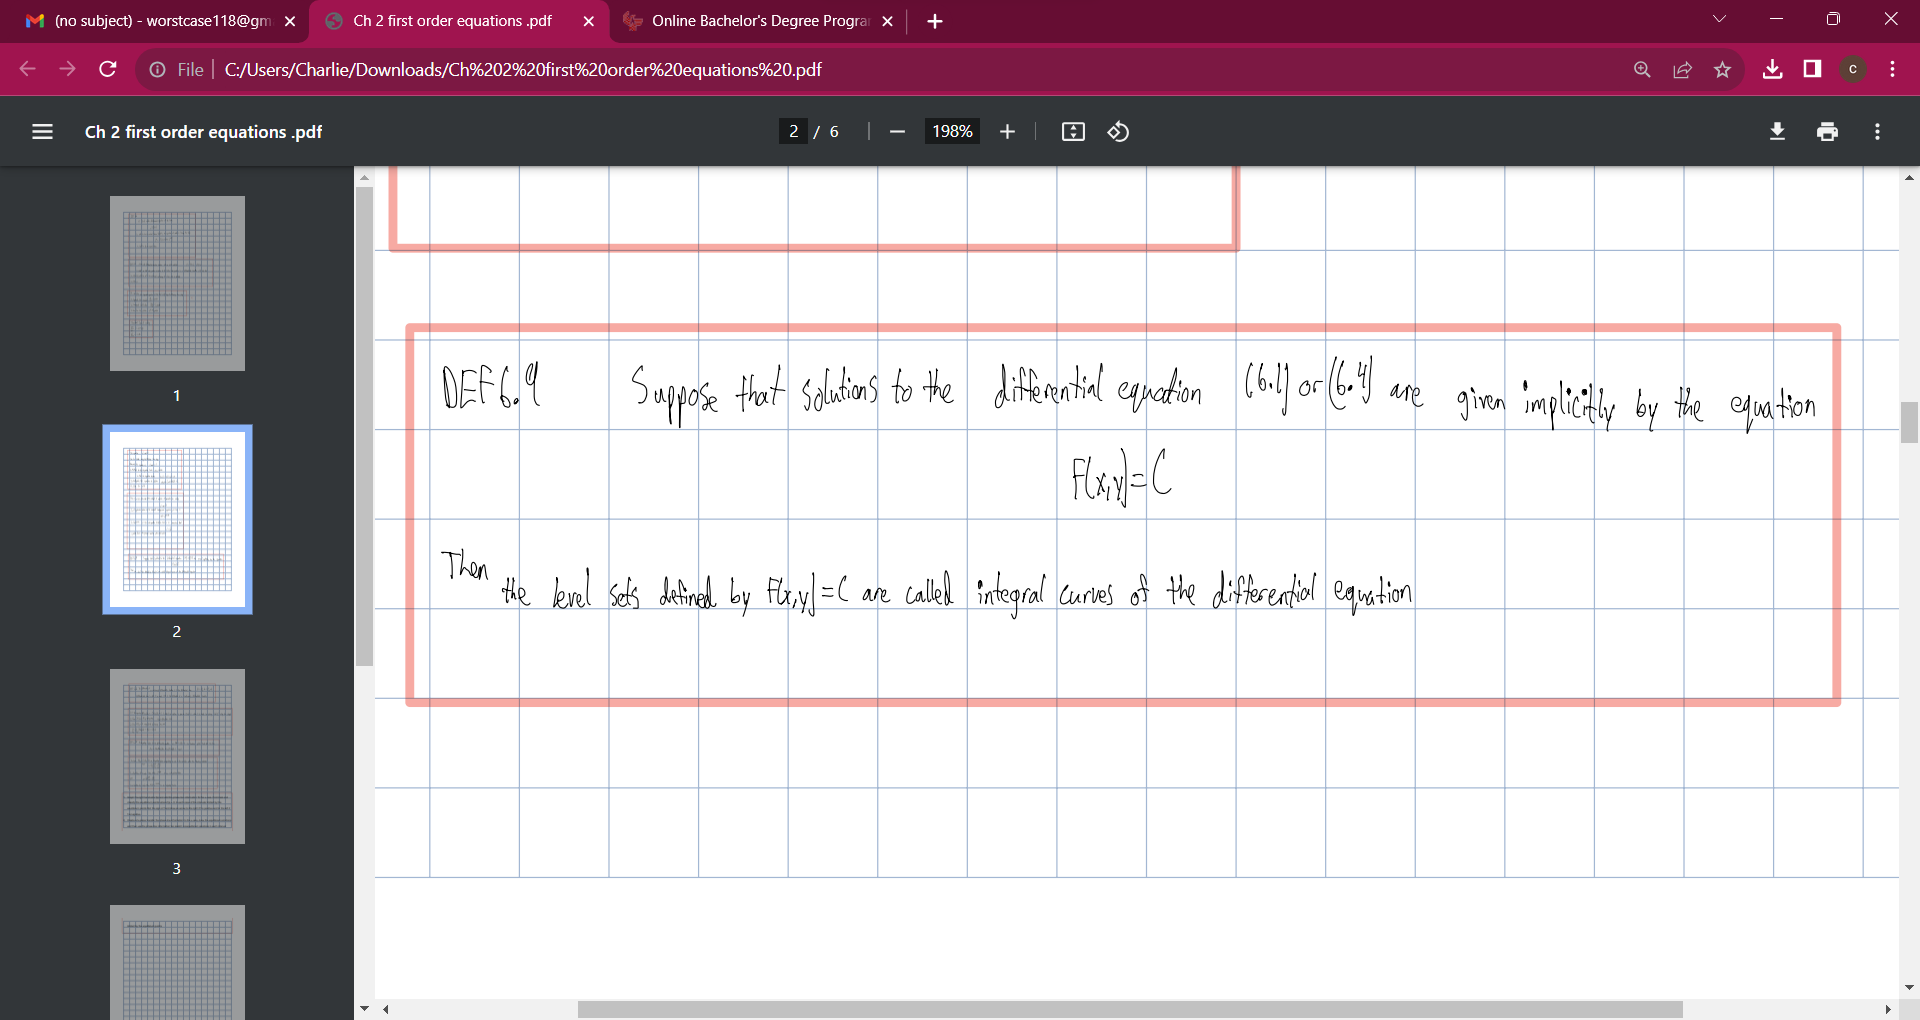 (no subject) - worstcase118@gm
Ch 2 first order equations .pdf
Online Bachelor's Degree Progra
File
C:/Users/Charlie/Downloads/Ch%202%20first%20order%20equations%20.pdf
c
Ch 2 first order equations .pdf
2 / 6
198%
1
2
3
DEF 6.9 Suppose that solutions to the differential equation (6.1) or (6.4) are given implicitly by the equation
F(x,y)=C
Then the level sets defined by F(x,y)=C are called integral curves of the differential equation